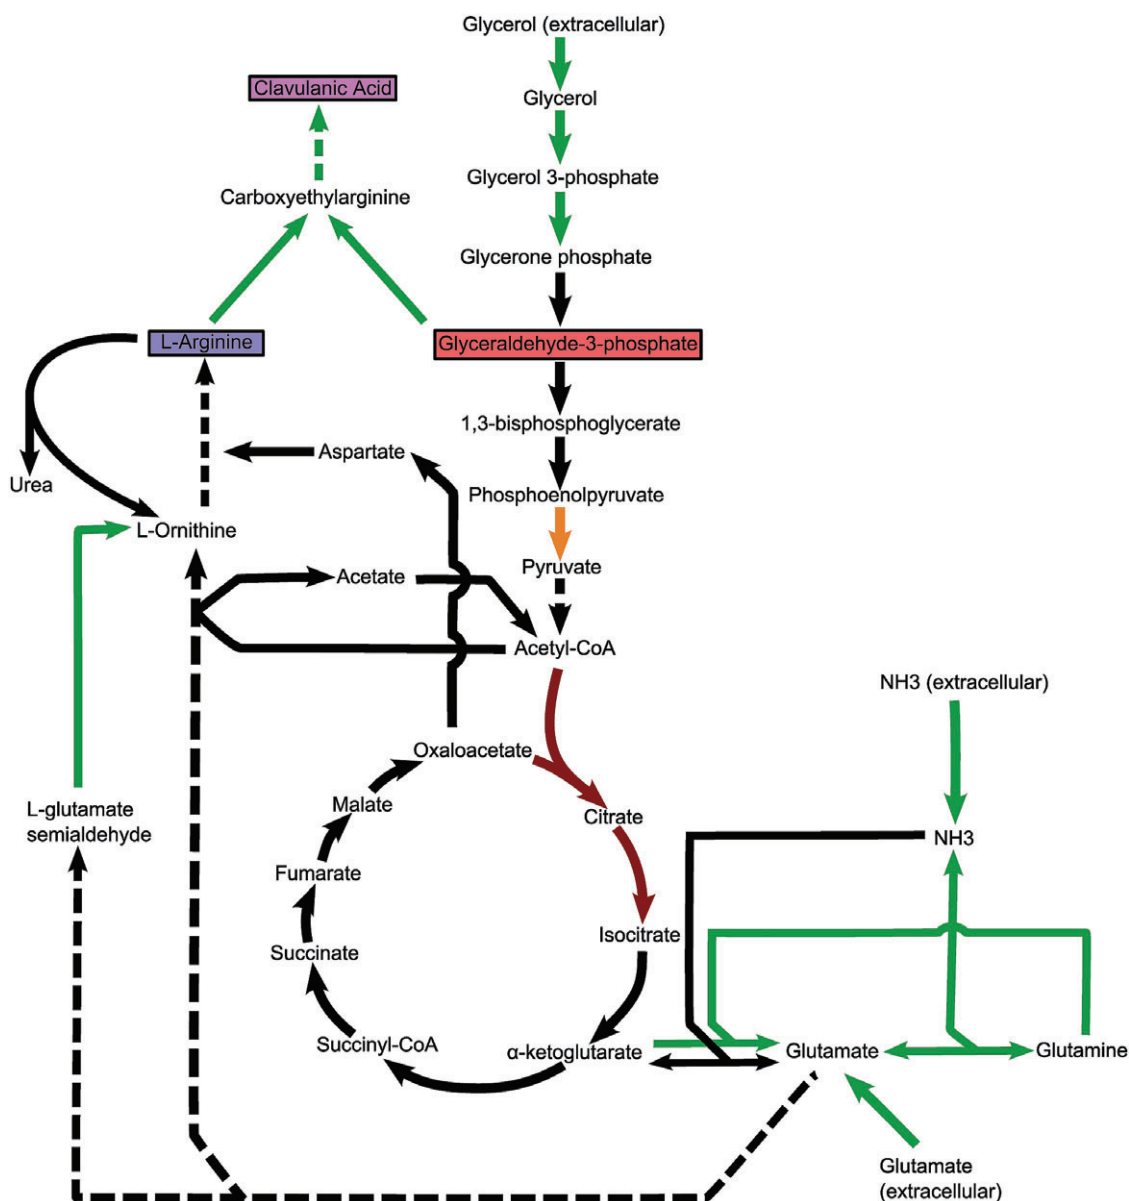 Glycerol (extracellular)
Clavulanic Acid
Glycerol
Glycerol 3-phosphate
Carboxyethylarginine
Glycerone phosphate
L-Arginine
Glyceraldehyde-3-phosphate
1,3-bisphosphoglycerate
Aspartate
Urea
Phosphoenolpyruvate
L-Ornithine
Pyruvate
Acetate
Acetyl-CoA
NH3 (extracellular)
Oxaloacetate
Malate
L-glutamate
semialdehyde
Citrate
NH3
Fumarate
Isocitrate
Succinate
Succinyl-CoA
α-ketoglutarate
Glutamate
Glutamine
Glutamate
(extracellular)